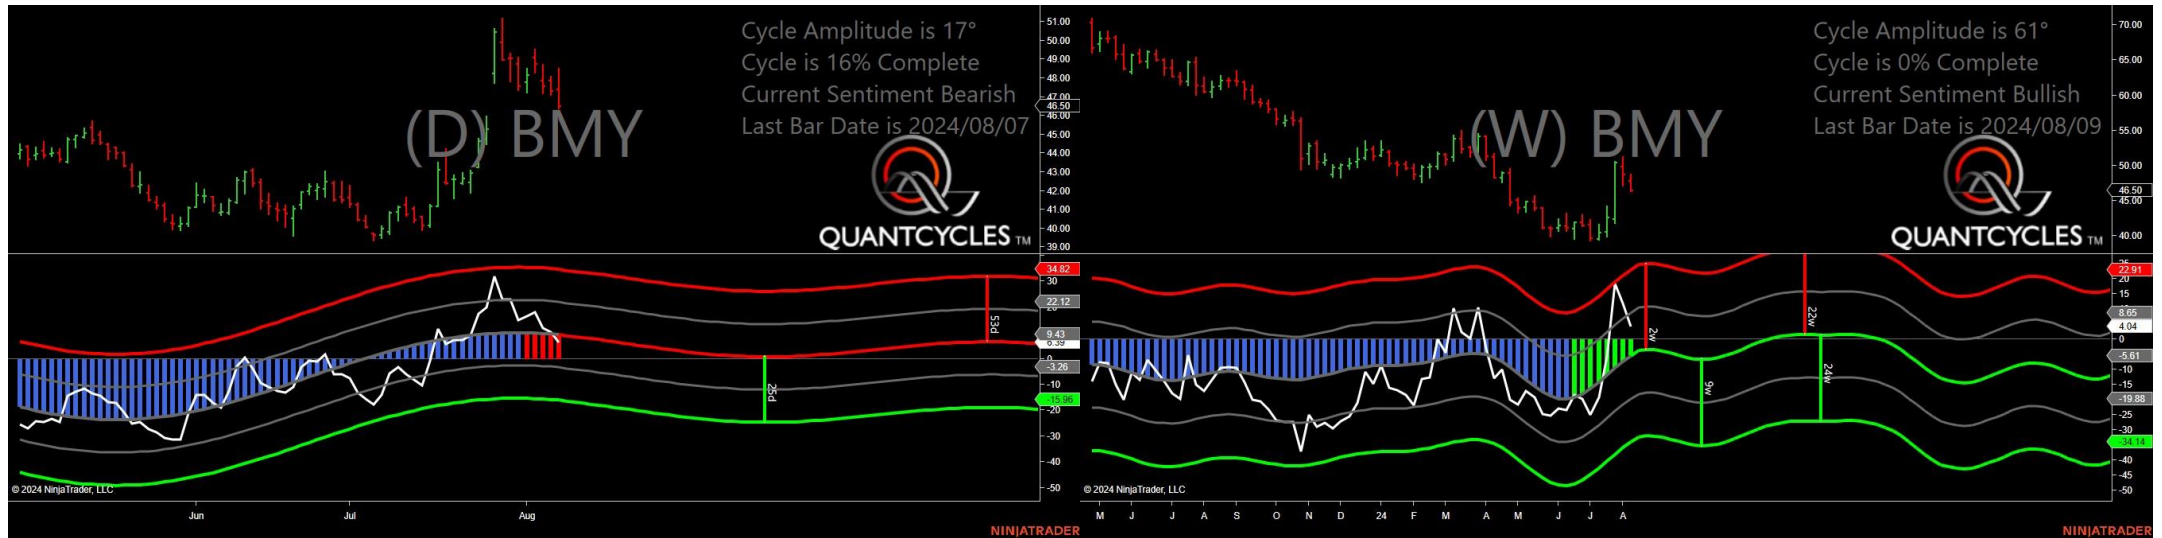 Cycle Amplitude is 17°
Cycle is 16% Complete
Current Sentiment Bearish
Last Bar Date is 2024/08/07
(D) BMY
QUANTCYCLES TM
51.00
50.00
49.00
48.00
47.00
46.50
46.00
45.00
44.00
43.00
42.00
41.00
40.00
39.00
34.82
30
22.12
20
9.43
6.39
0
-3.26
-10
-15.96
-20
-30
-40
-50
53d
25d
© 2024 NinjaTrader, LLC
Jun
Jul
Aug
NINJATRADER
Cycle Amplitude is 61°
Cycle is 0% Complete
Current Sentiment Bullish
Last Bar Date is 2024/08/09
(W) BMY
QUANTCYCLES TM
70.00
65.00
60.00
55.00
50.00
46.50
45.00
40.00
25
22.91
20
15
8.65
4.04
0
-5.61
-10
-15
-19.88
-25
-30
-34.14
-40
-45
-50
2w
22w
9w
24w
© 2024 NinjaTrader, LLC
M J J A S O N D 24 F M A M J J A
NINJATRADER